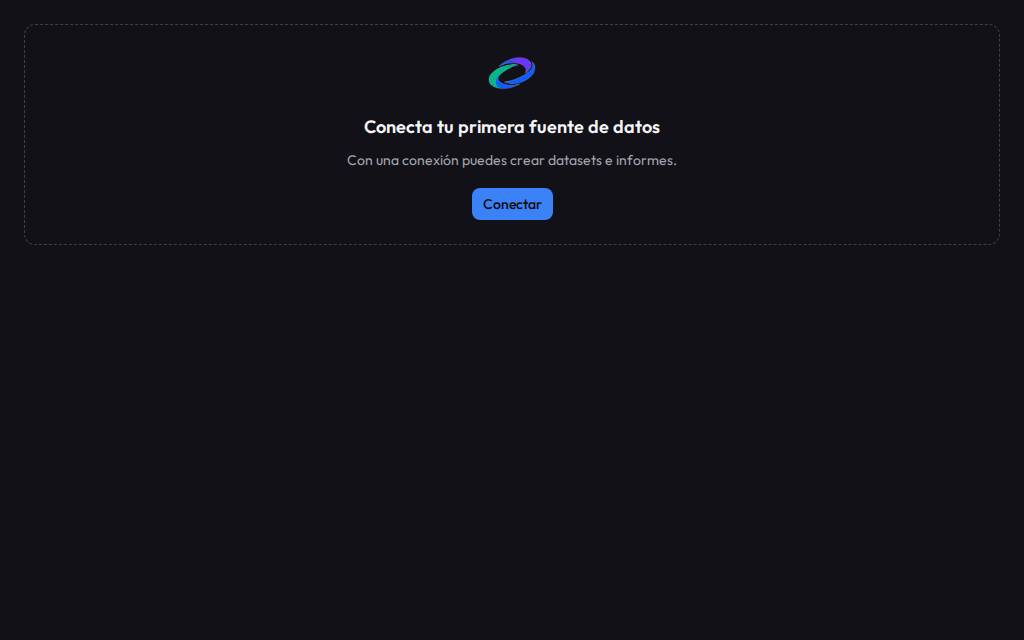 Conecta tu primera fuente de datos
Con una conexión puedes crear datasets e informes.
Conectar